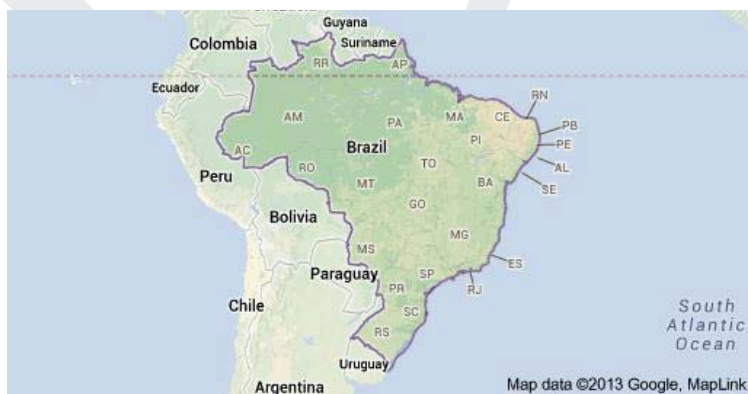 Guyana
Colombia
Suriname
RR
AP
Ecuador
RN
AM
PA
MA
CE
PB
PI
PE
AC
Brazil
TO
AL
RO
Peru
MT
BA
SE
GO
Bolivia
MG
MS
ES
Paraguay
SP
PR
RJ
Chile
SC
South
Atlantic
Ocean
RS
Uruguay
Argentina
Map data ©2013 Google, MapLink